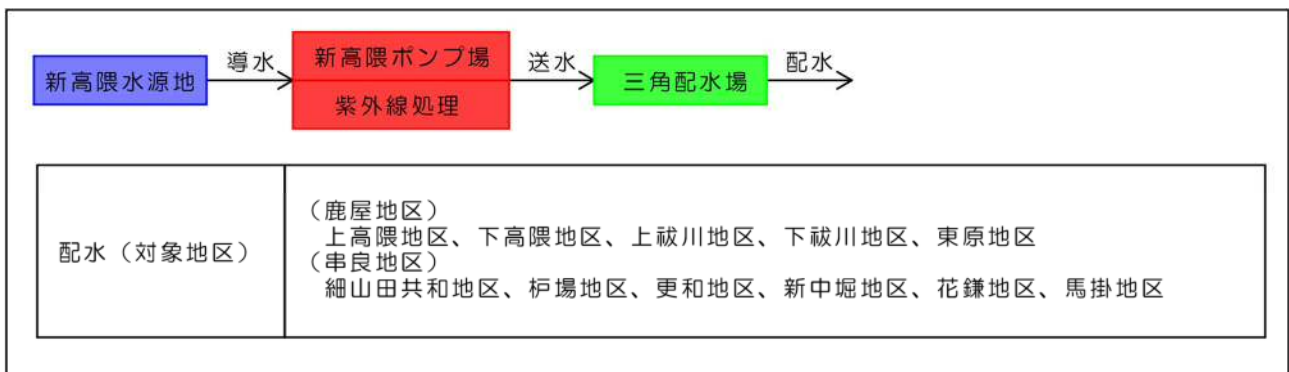 新高隈水源地
導水
新高隈ポンプ場
紫外線処理
送水
三角配水場
配水
配水（対象地区）
（鹿屋地区）
上高隈地区、下高隈地区、上祓川地区、下祓川地区、東原地区
（串良地区）
細山田共和地区、枦場地区、更和地区、新中堀地区、花鎌地区、馬掛地区